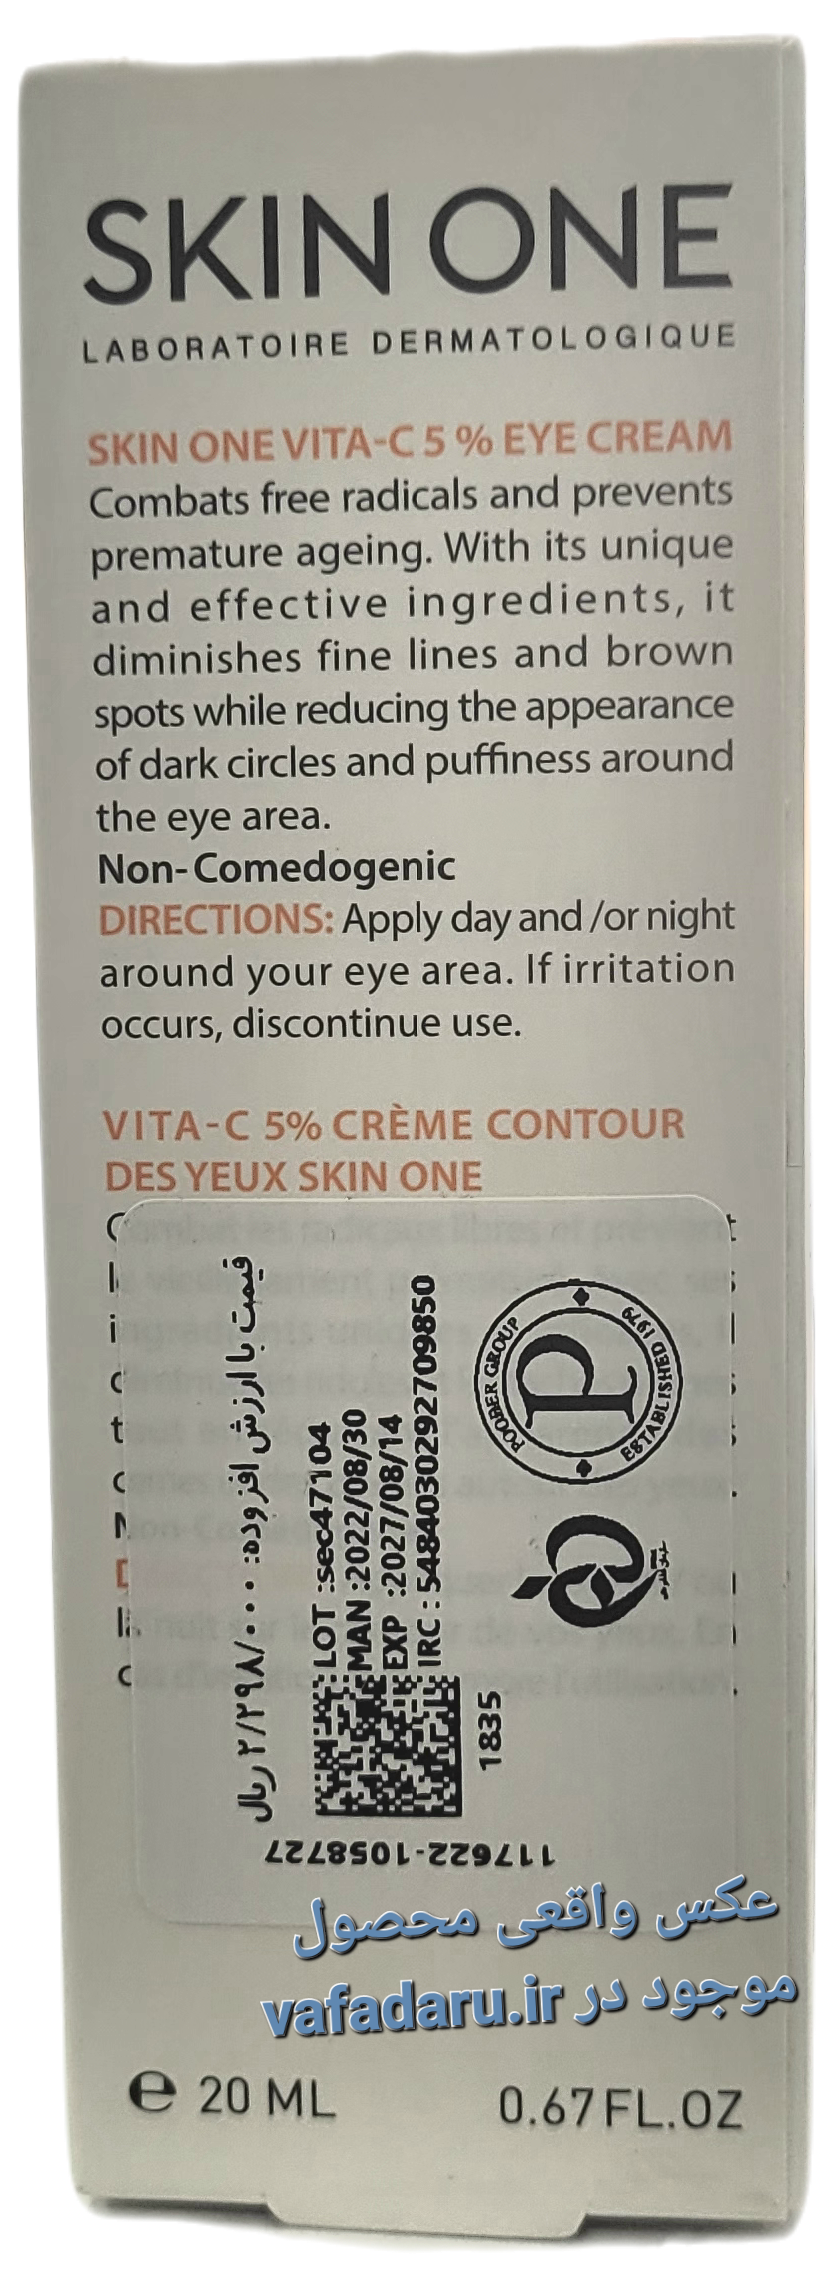 SKIN ONE
LABORATOIRE DERMATOLOGIQUE
SKIN ONE VITA-C 5 % EYE CREAM
Combats free radicals and prevents
premature ageing. With its unique
and effective ingredients, it
diminishes fine lines and brown
spots while reducing the appearance
of dark circles and puffiness around
the eye area.
Non-Comedogenic
DIRECTIONS: Apply day and /or night
around your eye area. If irritation
occurs, discontinue use.
VITA-C 5% CRÈME CONTOUR
DES YEUX SKIN ONE
قیمت با ارزش افزوده: ۲/۲۹۸/۰۰۰ ریال
LOT :sec47104
MAN :2022/08/30
EXP :2027/08/14
IRC : 5484030292709850
1835
POOBER GROUP
ESTABLISHED 1979
117622-1058727
عکس واقعی محصول
موجود در vafadaru.ir
e 20 ML
0.67 FL.OZ